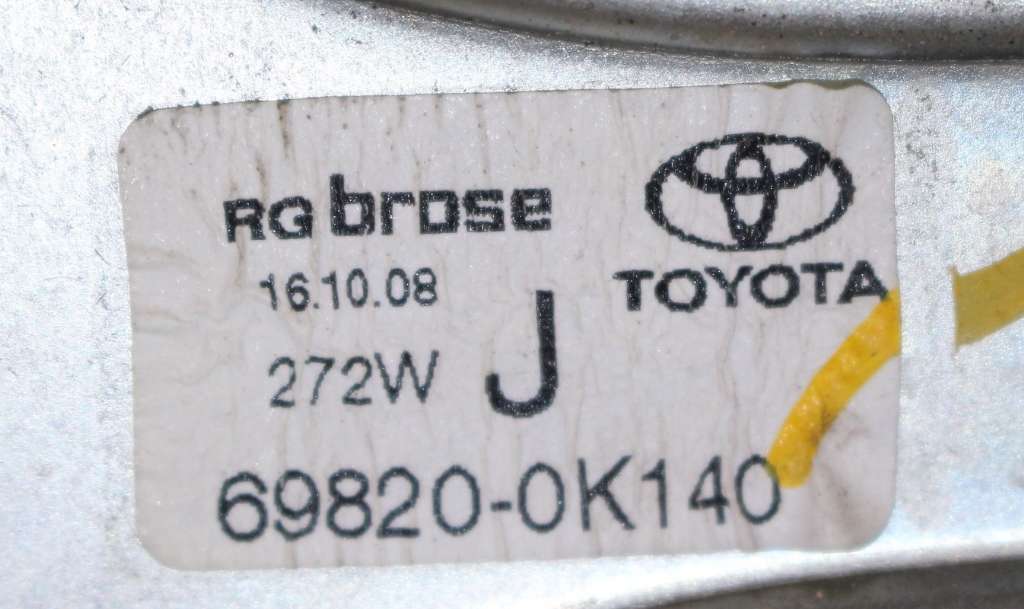 RG brose
TOYOTA
16.10.08
272W J
69820-0K140